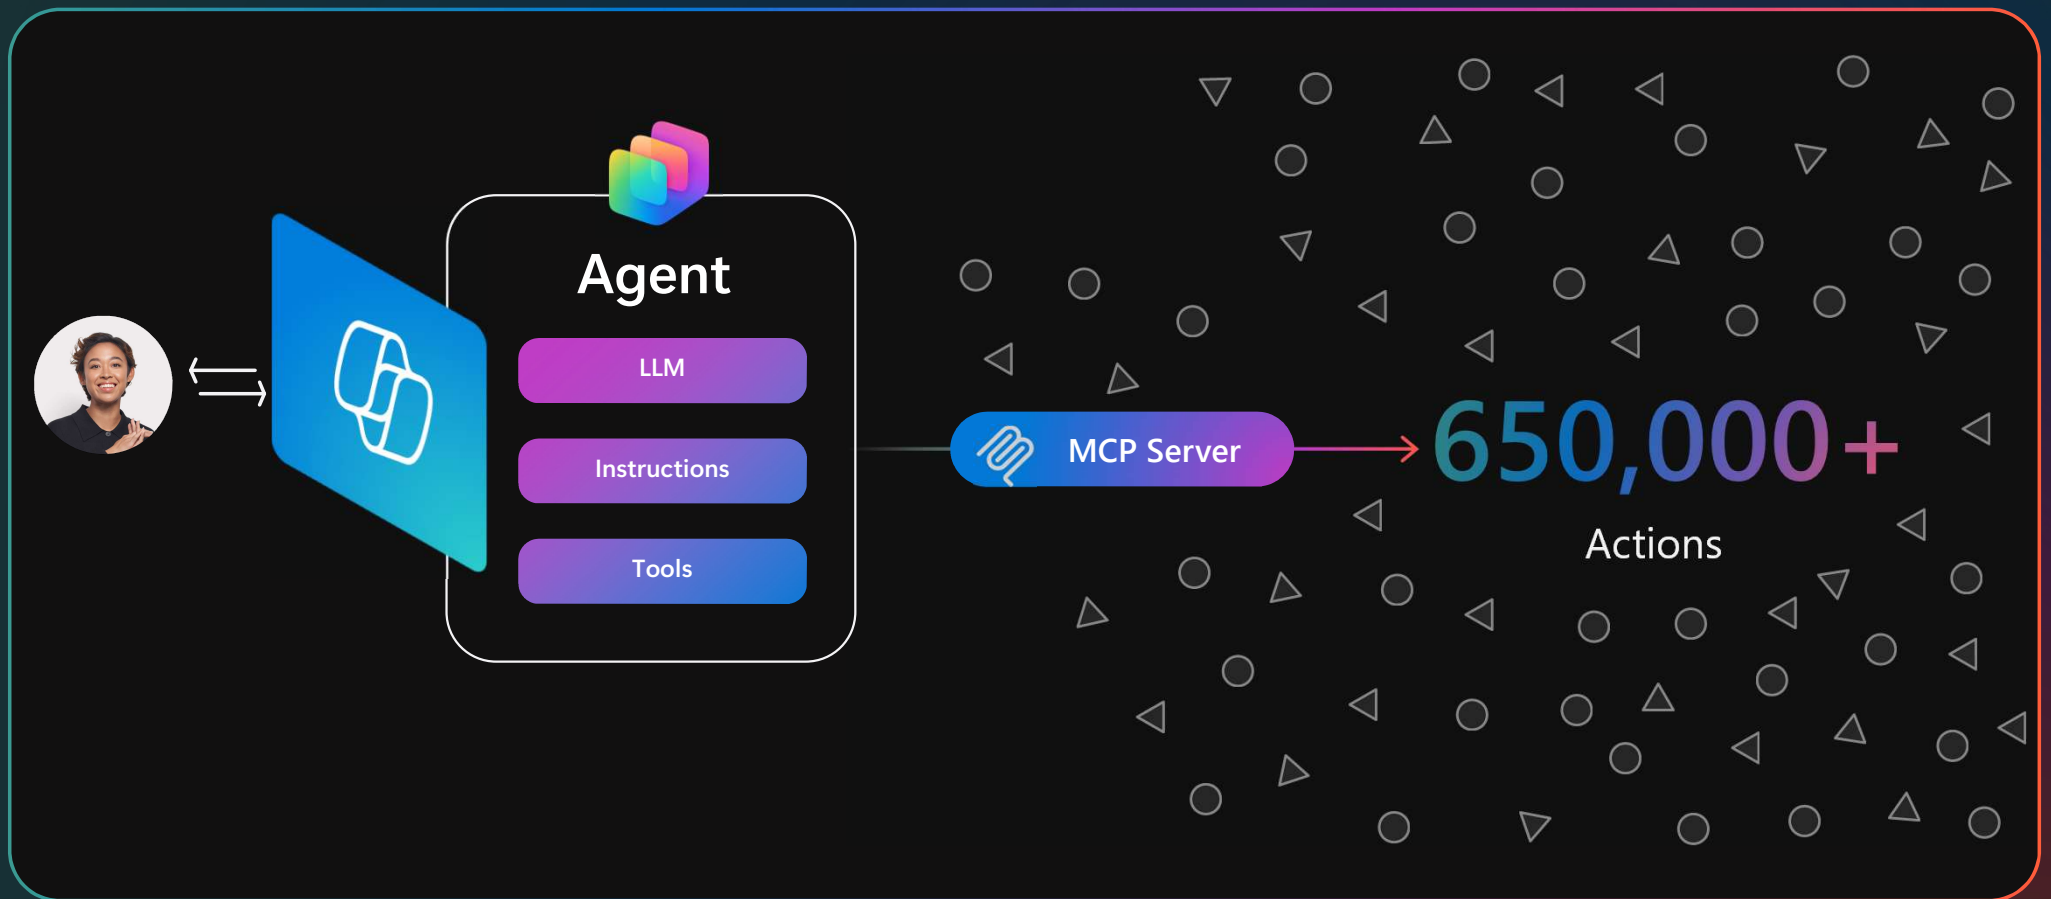 Agent
LLM
Instructions
Tools
MCP Server
650,000+
Actions